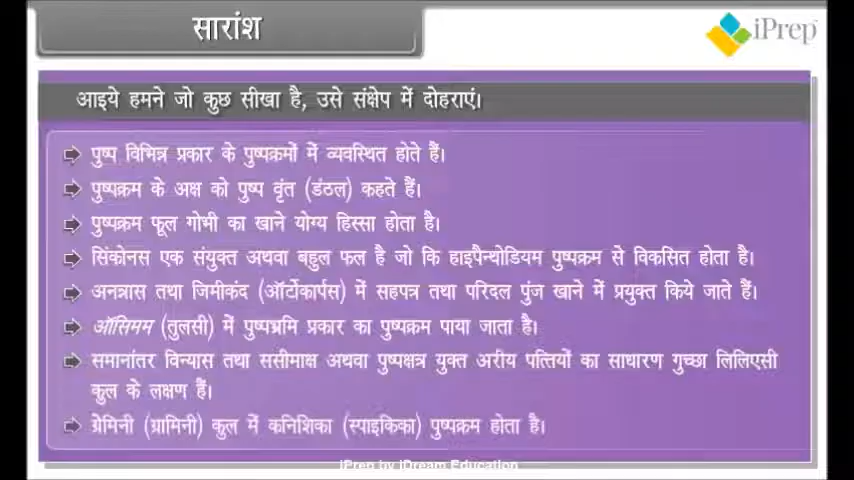 सारांश
iPrep
आइये हमने जो कुछ सीखा है, उसे संक्षेप में दोहराएं।
पुष्प विभिन्न प्रकार के पुष्पक्रमों में व्यवस्थित होते हैं।
पुष्पक्रम के अक्ष को पुष्प वृंत (डंठल) कहते हैं।
पुष्पक्रम फूल गोभी का खाने योग्य हिस्सा होता है।
सिंकोनस एक संयुक्त अथवा बहुल फल है जो कि हाइपैन्थोडियम पुष्पक्रम से विकसित होता है।
अनन्नास तथा जिमीकंद (ऑर्टोकार्पस) में सहपत्र तथा परिदल पुंज खाने में प्रयुक्त किये जाते हैं।
ऑसिमम (तुलसी) में पुष्पभ्रमि प्रकार का पुष्पक्रम पाया जाता है।
समानांतर विन्यास तथा ससीमाक्ष अथवा पुष्पक्षत्र युक्त अरीय पत्तियों का साधारण गुच्छा लिलिएसी
कुल के लक्षण हैं।
ग्रेमिनी (ग्रामिनी) कुल में कनिशिका (स्पाइकिका) पुष्पक्रम होता है।
iPrep by iDream Education